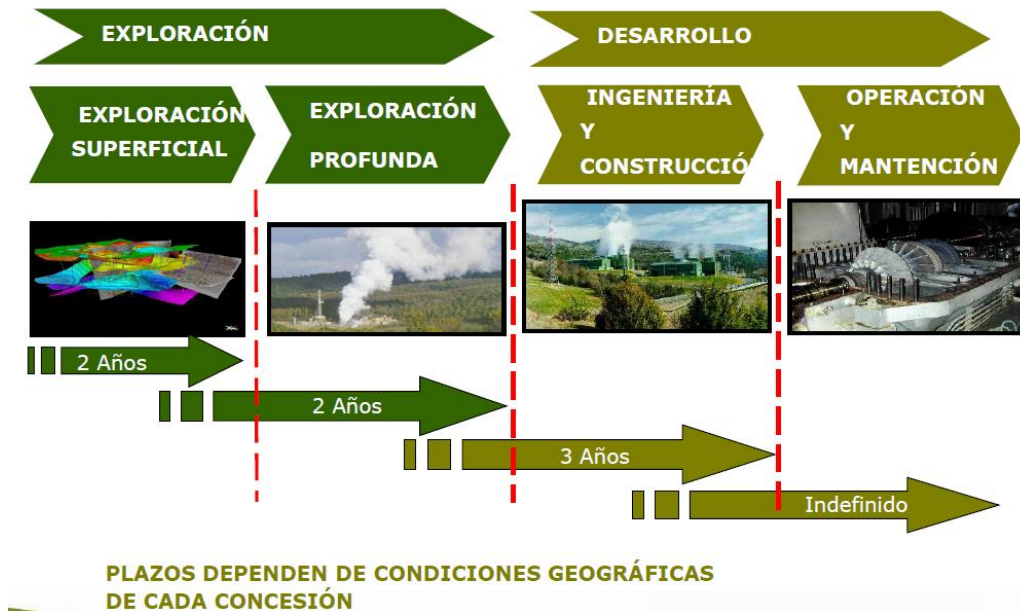 EXPLORACIÓN
DESARROLLO
EXPLORACIÓN
SUPERFICIAL
EXPLORACIÓN
PROFUNDA
INGENIERÍA
Y
CONSTRUCCIÓN
OPERACIÓN
Y
MANTENCIÓN
2 Años
2 Años
3 Años
Indefinido
PLAZOS DEPENDEN DE CONDICIONES GEOGRÁFICAS
DE CADA CONCESIÓN